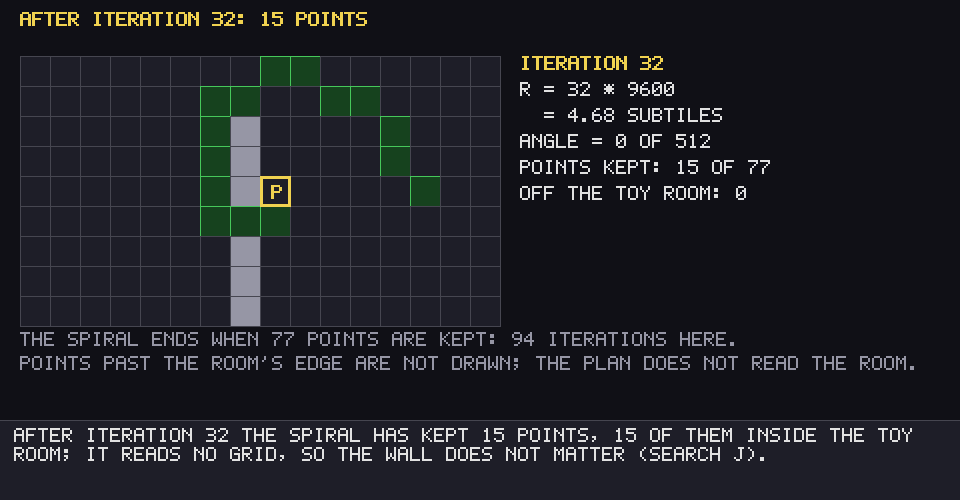 AFTER ITERATION 32: 15 POINTS
ITERATION 32
R = 32 * 9600
= 4.68 SUBTILES
ANGLE = 0 OF 512
POINTS KEPT: 15 OF 77
OFF THE TOY ROOM: 0
P
THE SPIRAL ENDS WHEN 77 POINTS ARE KEPT: 94 ITERATIONS HERE.
POINTS PAST THE ROOM'S EDGE ARE NOT DRAWN; THE PLAN DOES NOT READ THE ROOM.
AFTER ITERATION 32 THE SPIRAL HAS KEPT 15 POINTS, 15 OF THEM INSIDE THE TOY
ROOM; IT READS NO GRID, SO THE WALL DOES NOT MATTER (SEARCH J).